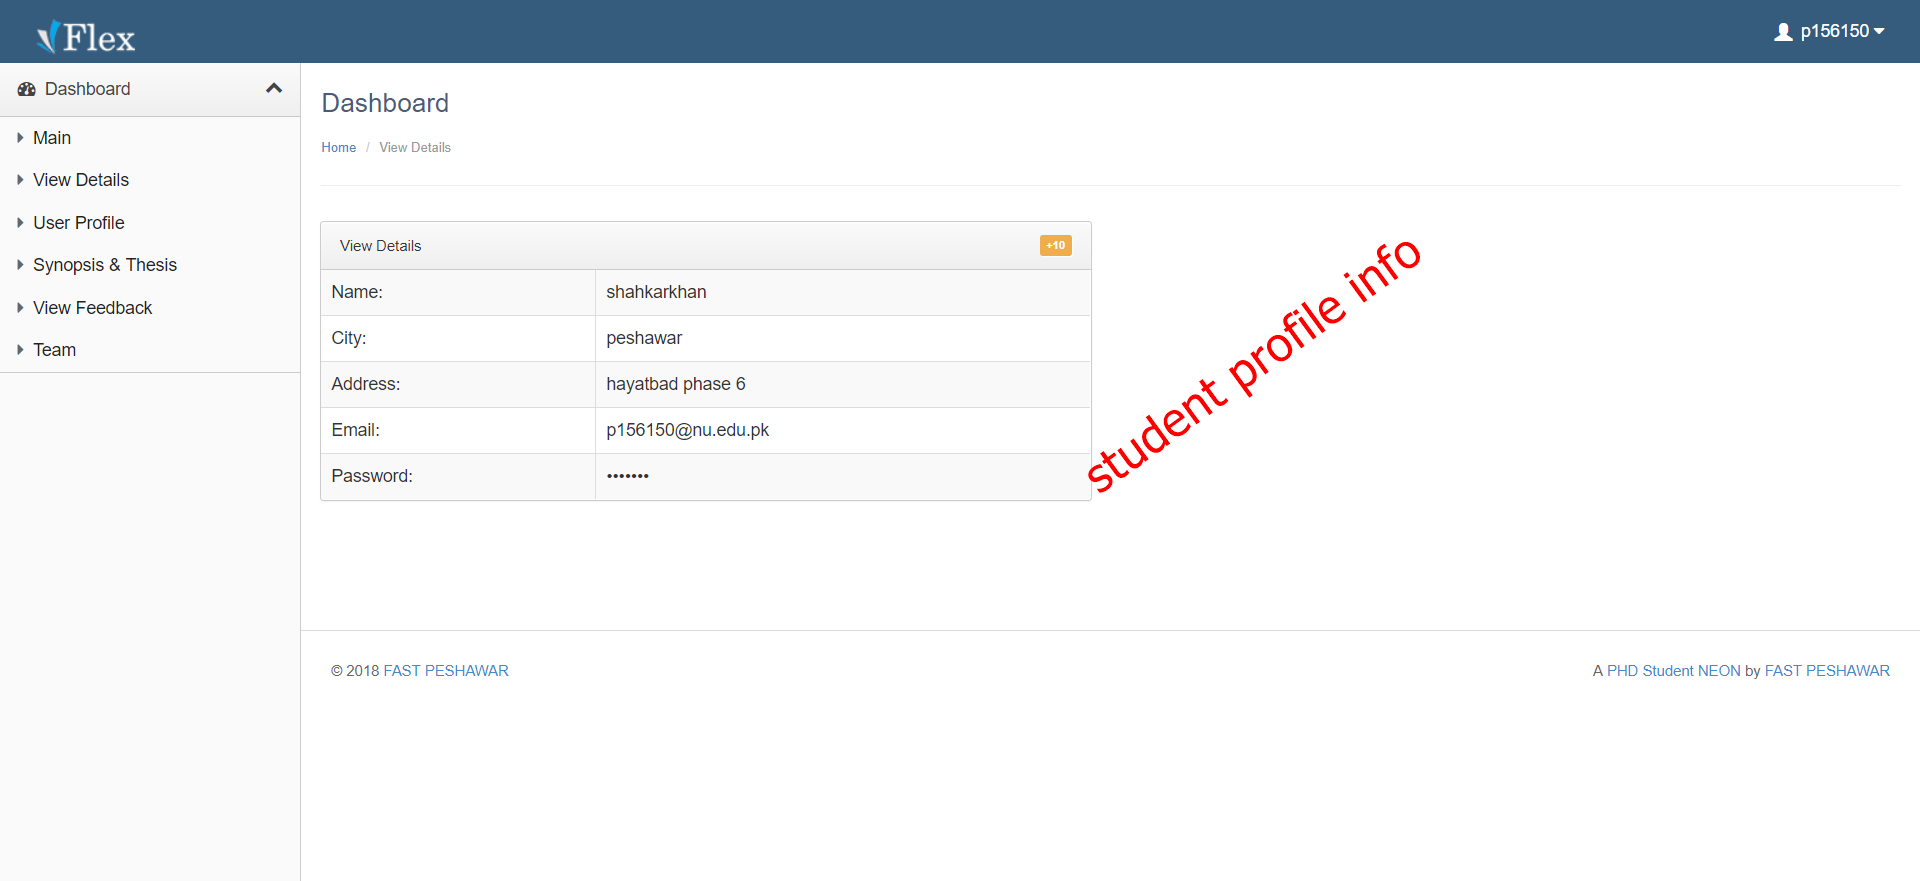 Flex
p156150
Dashboard
Main
View Details
User Profile
Synopsis & Thesis
View Feedback
Team
Dashboard
Home / View Details
View Details +10
Name: shahkarkhan
City: peshawar
Address: hayatbad phase 6
Email: p156150@nu.edu.pk
Password: •••••••
student profile info
© 2018 FAST PESHAWAR
A PHD Student NEON by FAST PESHAWAR